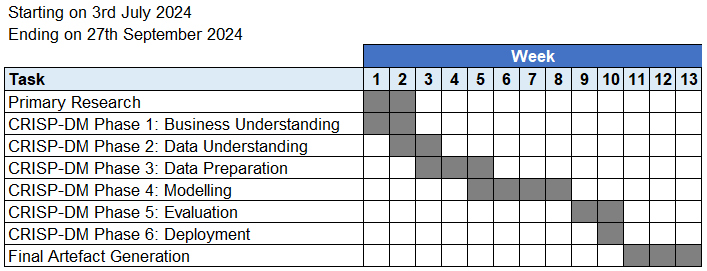 Starting on 3rd July 2024
Ending on 27th September 2024
Week
Task 1 2 3 4 5 6 7 8 9 10 11 12 13
Primary Research
CRISP-DM Phase 1: Business Understanding
CRISP-DM Phase 2: Data Understanding
CRISP-DM Phase 3: Data Preparation
CRISP-DM Phase 4: Modelling
CRISP-DM Phase 5: Evaluation
CRISP-DM Phase 6: Deployment
Final Artefact Generation